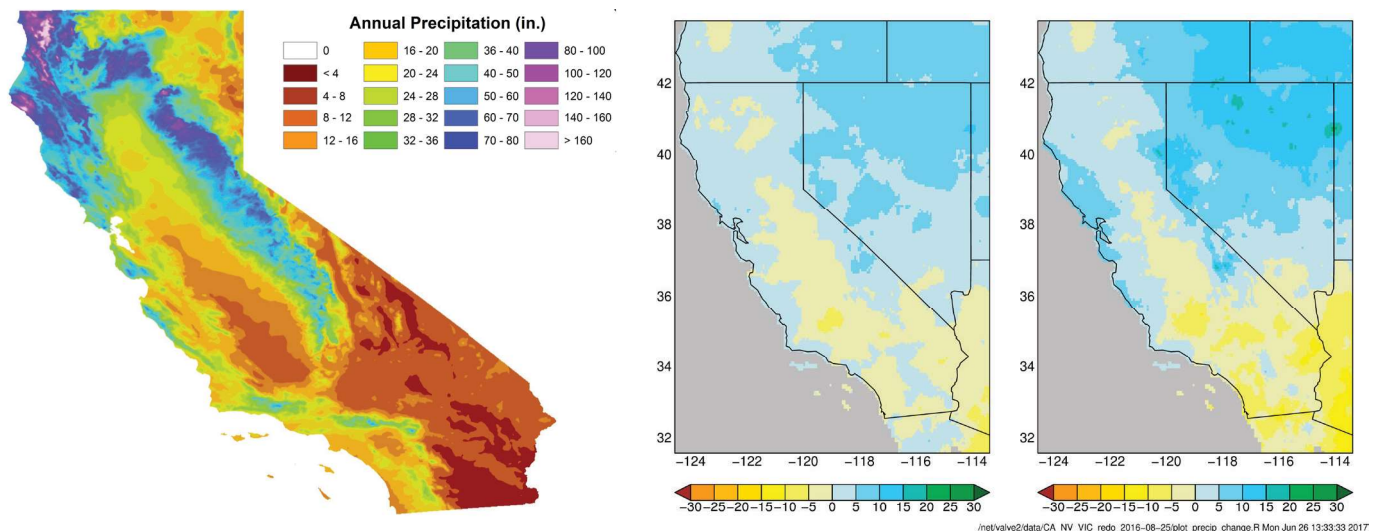 Annual Precipitation (in.)
0 16 - 20 36 - 40 80 - 100
< 4 20 - 24 40 - 50 100 - 120
4 - 8 24 - 28 50 - 60 120 - 140
8 - 12 28 - 32 60 - 70 140 - 160
12 - 16 32 - 36 70 - 80 > 160
42
40
38
36
34
32
−124 −122 −120 −118 −116 −114
−30 −25 −20 −15 −10 −5 0 5 10 15 20 25 30
42
40
38
36
34
32
−124 −122 −120 −118 −116 −114
−30 −25 −20 −15 −10 −5 0 5 10 15 20 25 30
/net/valve2/data/CA_NV_VIC_redo_2016−08−25/plot_precip_change.R Mon Jun 26 13:33:33 2017